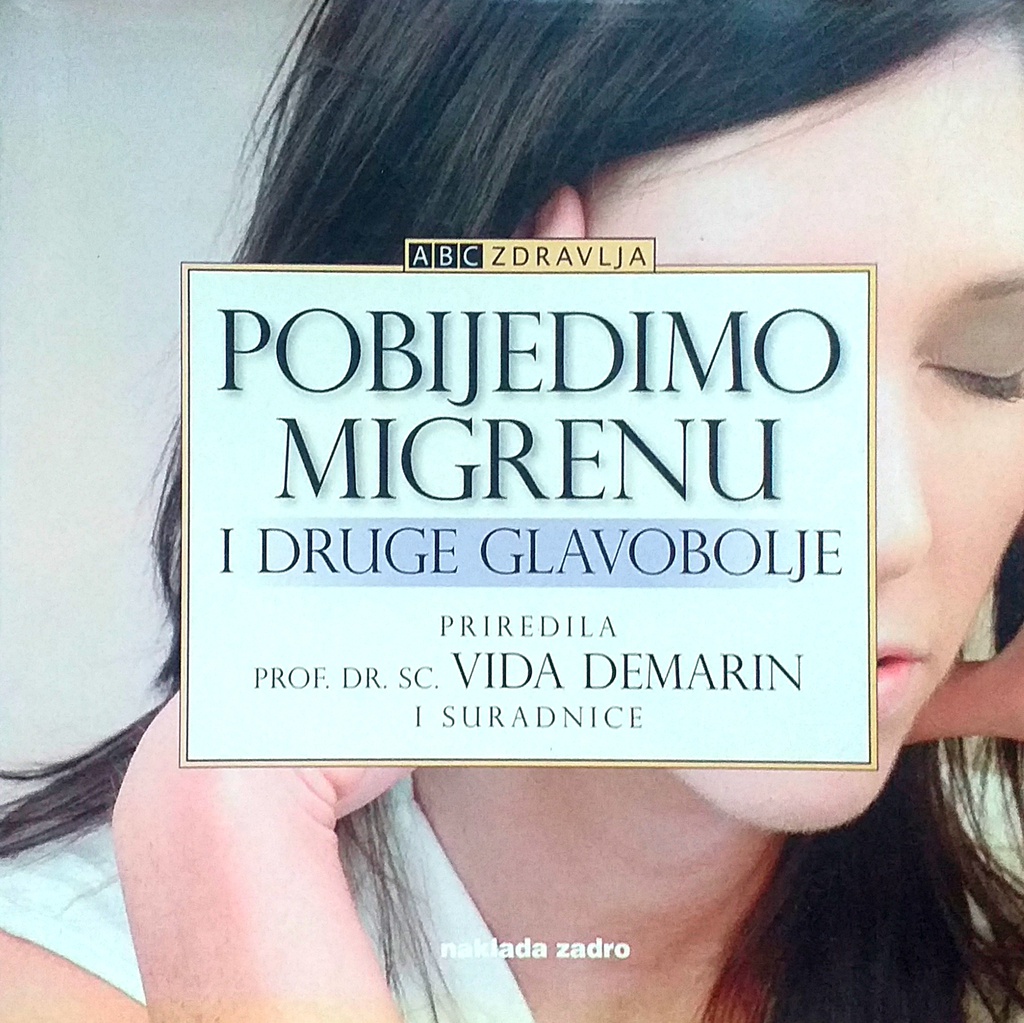 ABC ZDRAVLJA
POBIJEDIMO
MIGRENU
I DRUGE GLAVOBOLJE
PRIREDILA
PROF. DR. SC. VIDA DEMARIN
I SURADNICE
naklada zadro